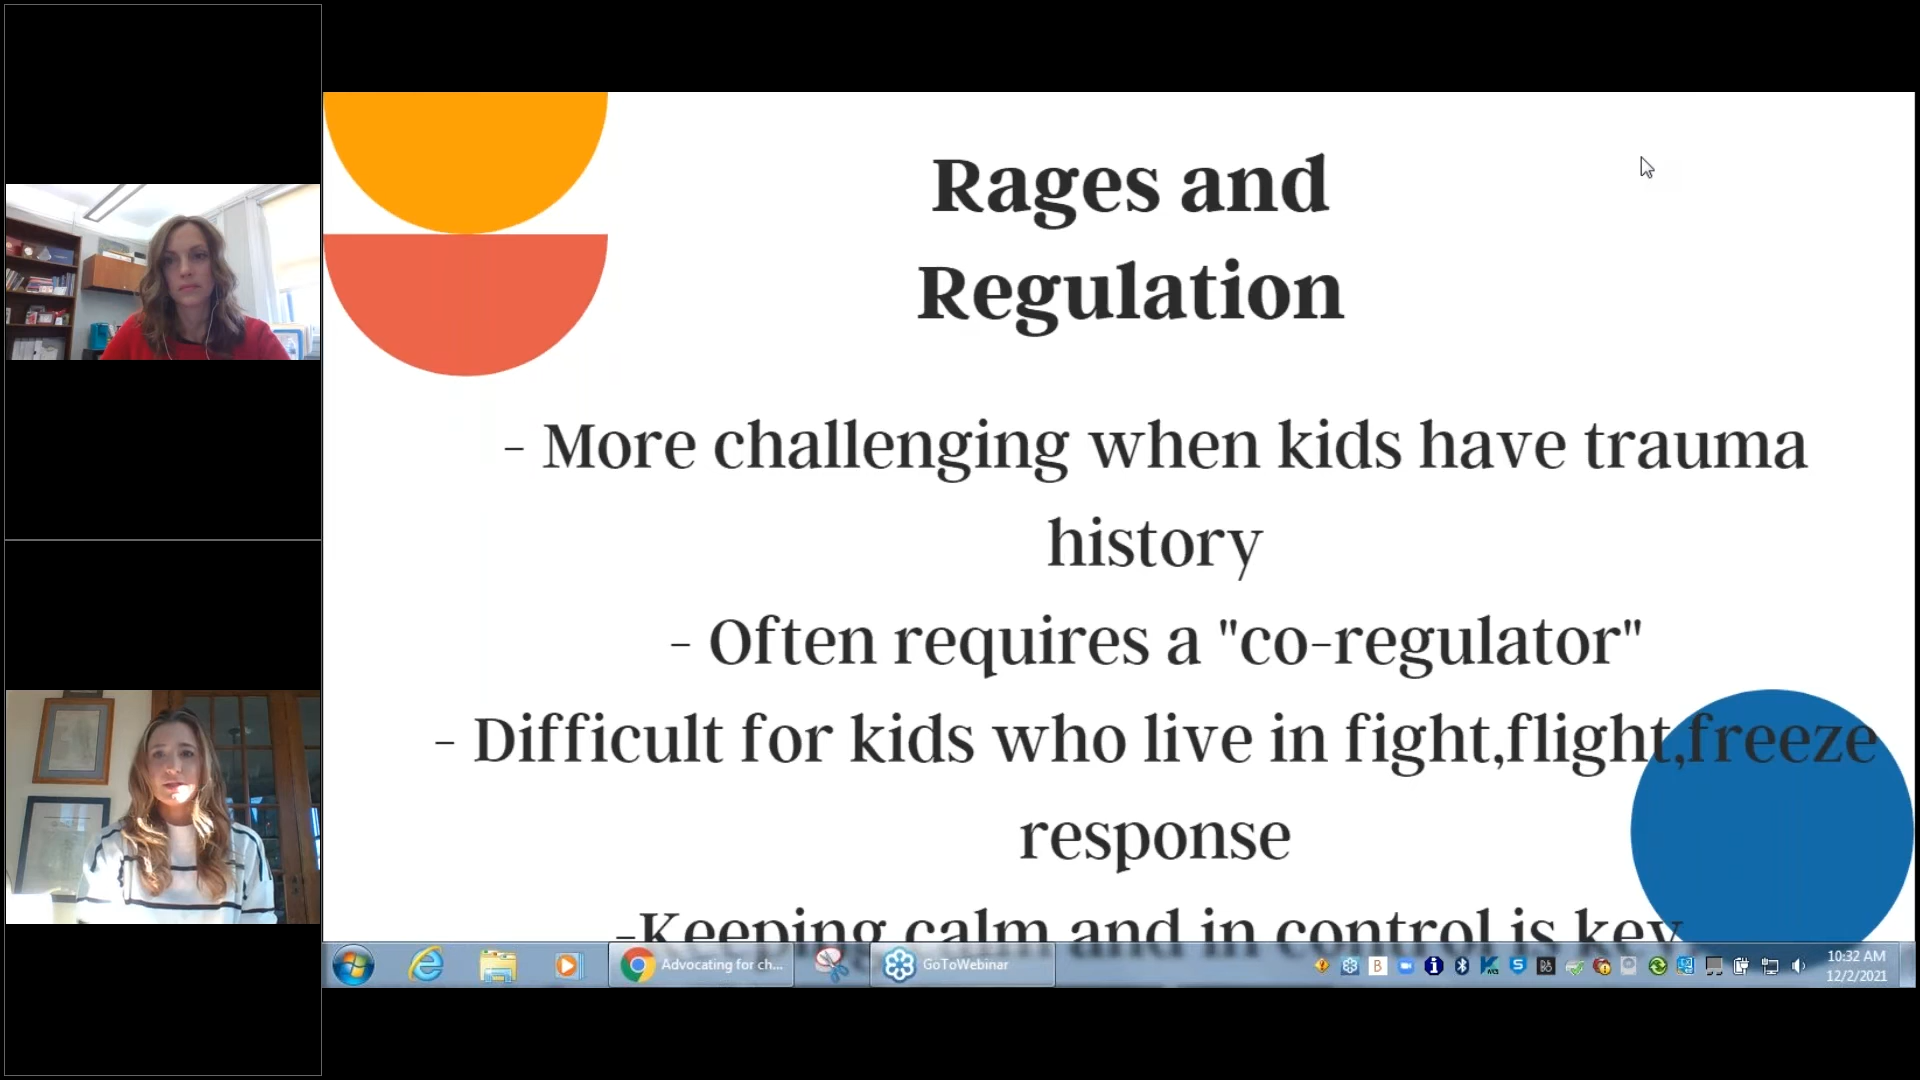 Rages and
Regulation
- More challenging when kids have trauma
history
- Often requires a "co-regulator"
- Difficult for kids who live in fight,flight,freeze
response
-Keeping calm and in control is key
Advocating for ch...
GoToWebinar
10:32 AM
12/2/2021